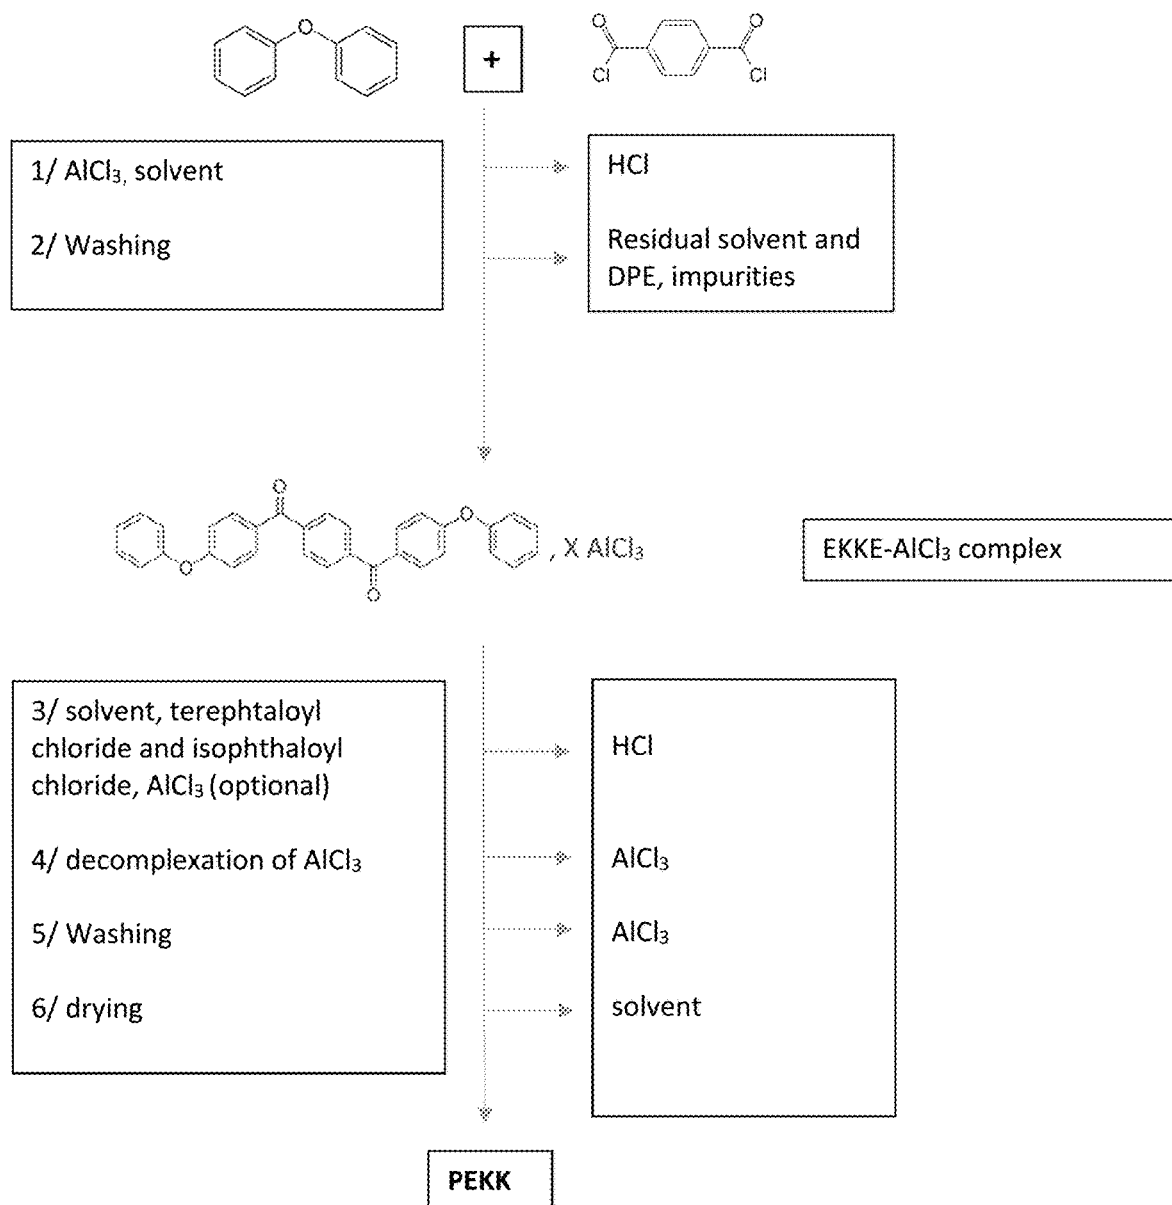 O
+
O
Cl
O
Cl
1/ AlCl₃, solvent
2/ Washing
HCl
Residual solvent and
DPE, impurities
O
O
O
O
, X AlCl₃
EKKE-AlCl₃ complex
3/ solvent, terephtaloyl
chloride and isophthaloyl
chloride, AlCl₃ (optional)
4/ decomplexation of AlCl₃
5/ Washing
6/ drying
HCl
AlCl₃
AlCl₃
solvent
PEKK